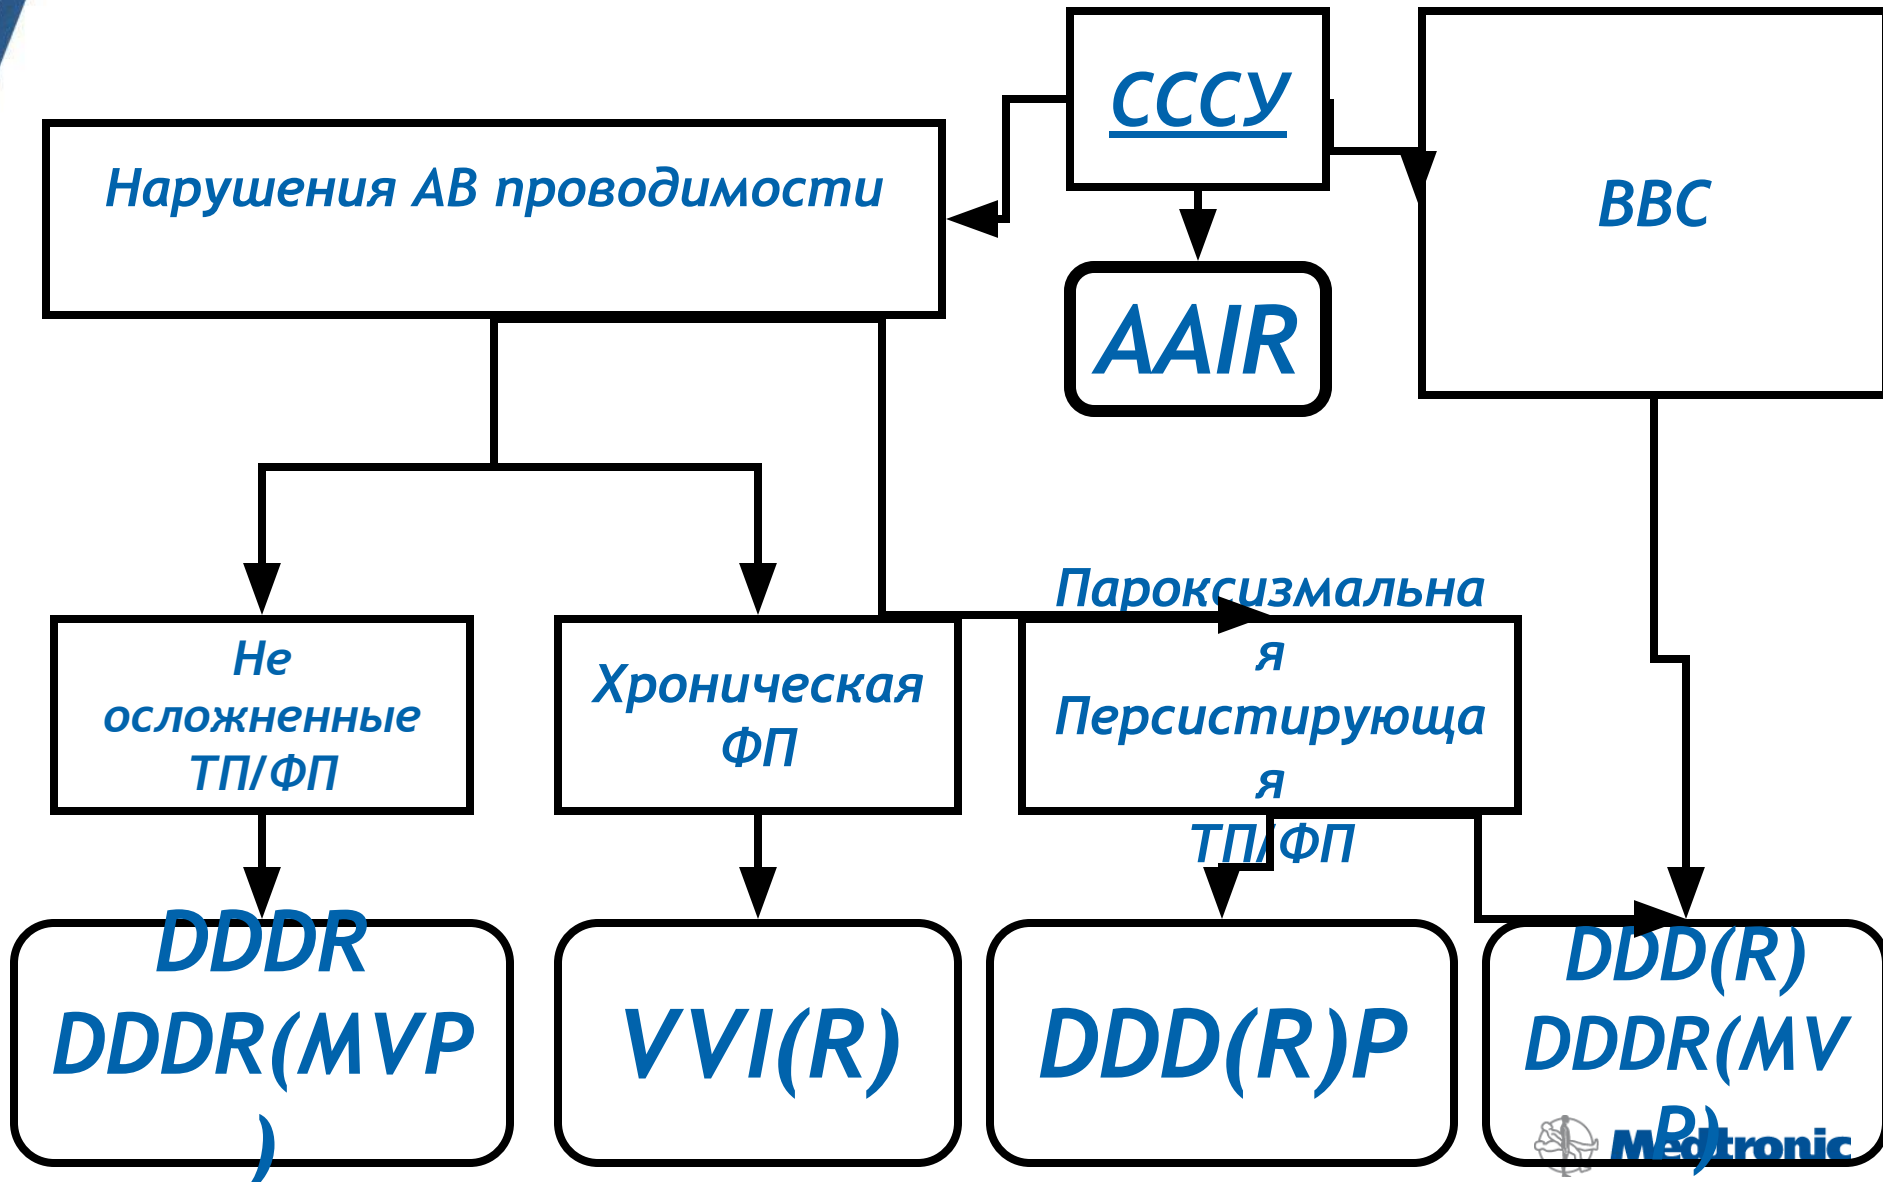 СССУ
Нарушения АВ проводимости
ВВС
AAIR
Не
осложненные
ТП/ФП
Хроническая
ФП
Пароксизмальна
я
Персистирующа
я
ТП/ФП
DDDR
DDDR(MVP
)
VVI(R)
DDD(R)P
DDD(R)
DDDR(MV
P)
Medtronic